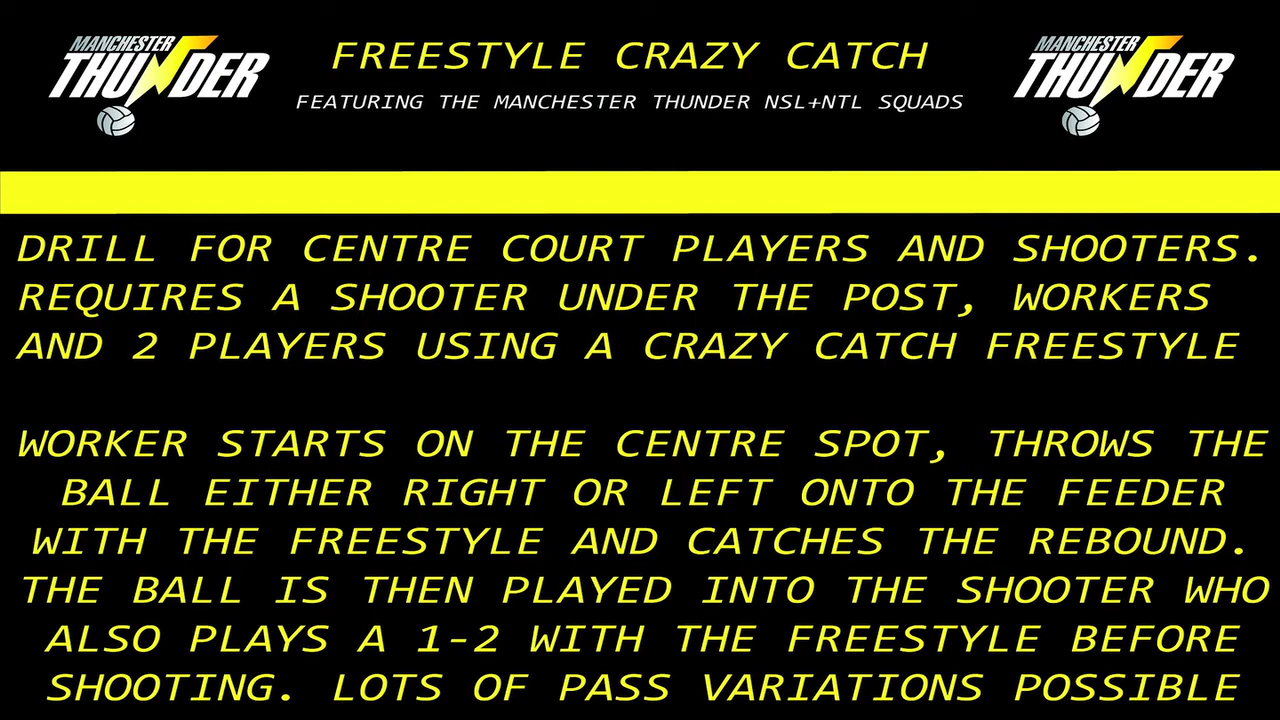 MANCHESTER
THUNDER
FREESTYLE CRAZY CATCH
FEATURING THE MANCHESTER THUNDER NSL+NTL SQUADS
MANCHESTER
THUNDER
DRILL FOR CENTRE COURT PLAYERS AND SHOOTERS.
REQUIRES A SHOOTER UNDER THE POST, WORKERS
AND 2 PLAYERS USING A CRAZY CATCH FREESTYLE
WORKER STARTS ON THE CENTRE SPOT, THROWS THE
BALL EITHER RIGHT OR LEFT ONTO THE FEEDER
WITH THE FREESTYLE AND CATCHES THE REBOUND.
THE BALL IS THEN PLAYED INTO THE SHOOTER WHO
ALSO PLAYS A 1-2 WITH THE FREESTYLE BEFORE
SHOOTING. LOTS OF PASS VARIATIONS POSSIBLE